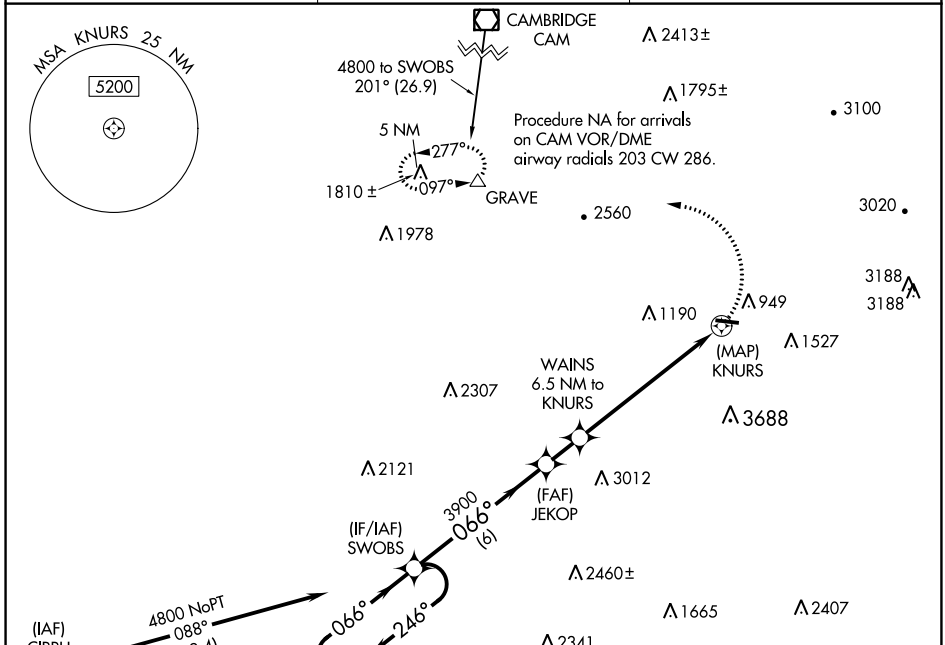 MSA KNURS 25 NM
5200
CAMBRIDGE
CAM
2413±
4800 to SWOBS
201° (26.9)
1795±
3100
Procedure NA for arrivals
on CAM VOR/DME
airway radials 203 CW 286.
5 NM
277°
1810 ±
097°
GRAVE
3020
2560
1978
3188
3188
1190
949
1527
(MAP)
KNURS
WAINS
6.5 NM to
KNURS
2307
3688
2121
3012
(FAF)
JEKOP
3900
066°
(6)
(IF/IAF)
SWOBS
2460±
4800 NoPT
088°
066°
246°
1665
2407
(IAF)
2341